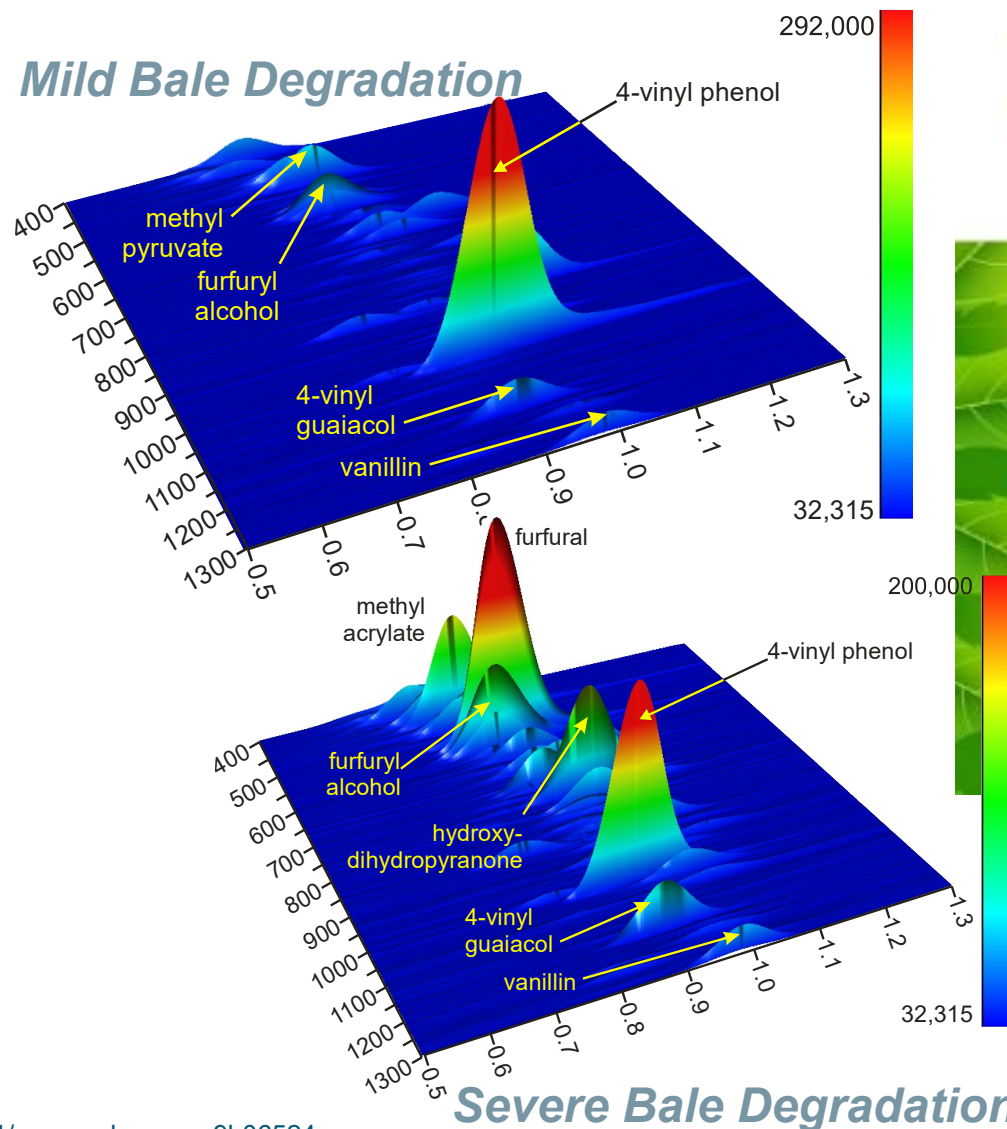 Mild Bale Degradation
292,000
4-vinyl phenol
methyl
pyruvate
furfuryl
alcohol
4-vinyl
guaiacol
vanillin
400
500
600
700
800
900
1000
1100
1200
1300
0.5
0.6
0.7
0.9
1.0
1.1
1.2
1.3
32,315
furfural
methyl
acrylate
200,000
4-vinyl phenol
furfuryl
alcohol
hydroxy-
dihydropyranone
4-vinyl
guaiacol
vanillin
400
500
600
700
800
900
1000
1100
1200
1300
0.5
0.6
0.7
0.8
0.9
1.0
1.1
1.2
1.3
32,315
Severe Bale Degradation